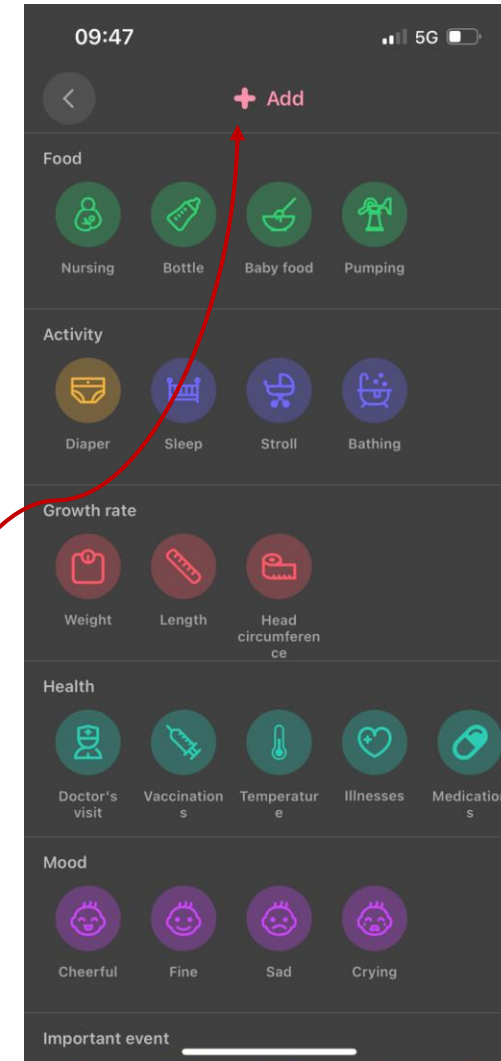 09:47
5G
Add
Food
Nursing Bottle Baby food Pumping
Activity
Diaper Sleep Stroll Bathing
Growth rate
Weight Length Head
circumferen
ce
Health
Doctor's Vaccination Temperatur Illnesses Medication
visit s e s
Mood
Cheerful Fine Sad Crying
Important event